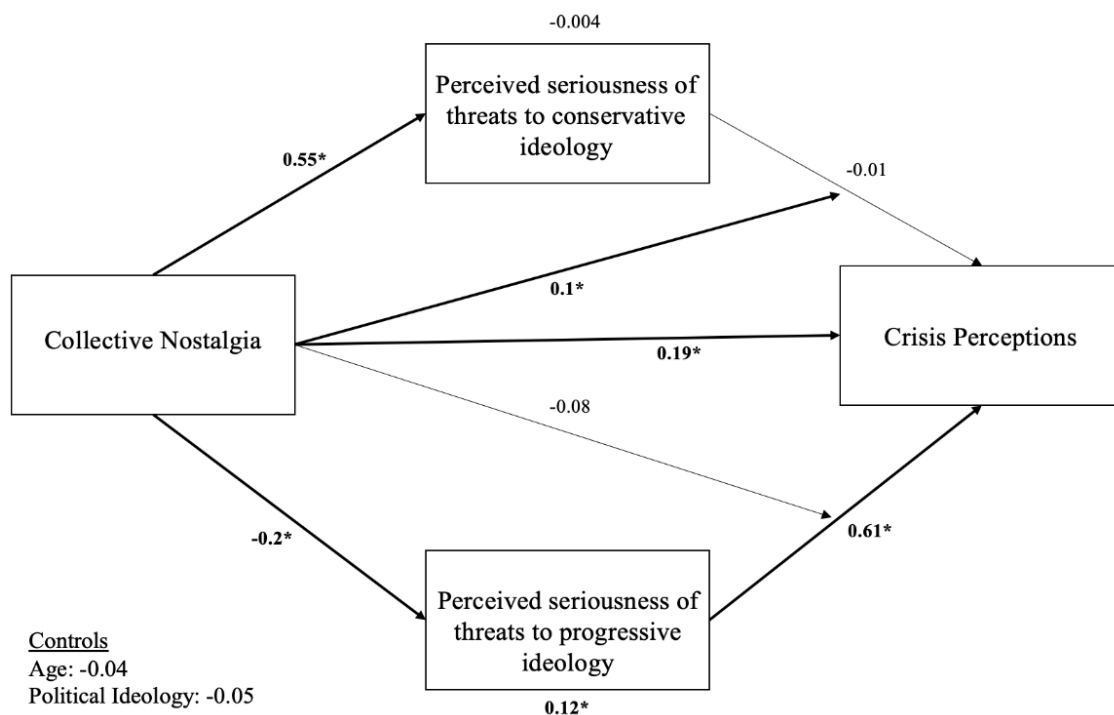 -0.004
Perceived seriousness of
threats to conservative
ideology
0.55*
-0.01
0.1*
Collective Nostalgia
Crisis Perceptions
0.19*
-0.08
-0.2*
0.61*
Perceived seriousness of
threats to progressive
ideology
0.12*
Controls
Age: -0.04
Political Ideology: -0.05